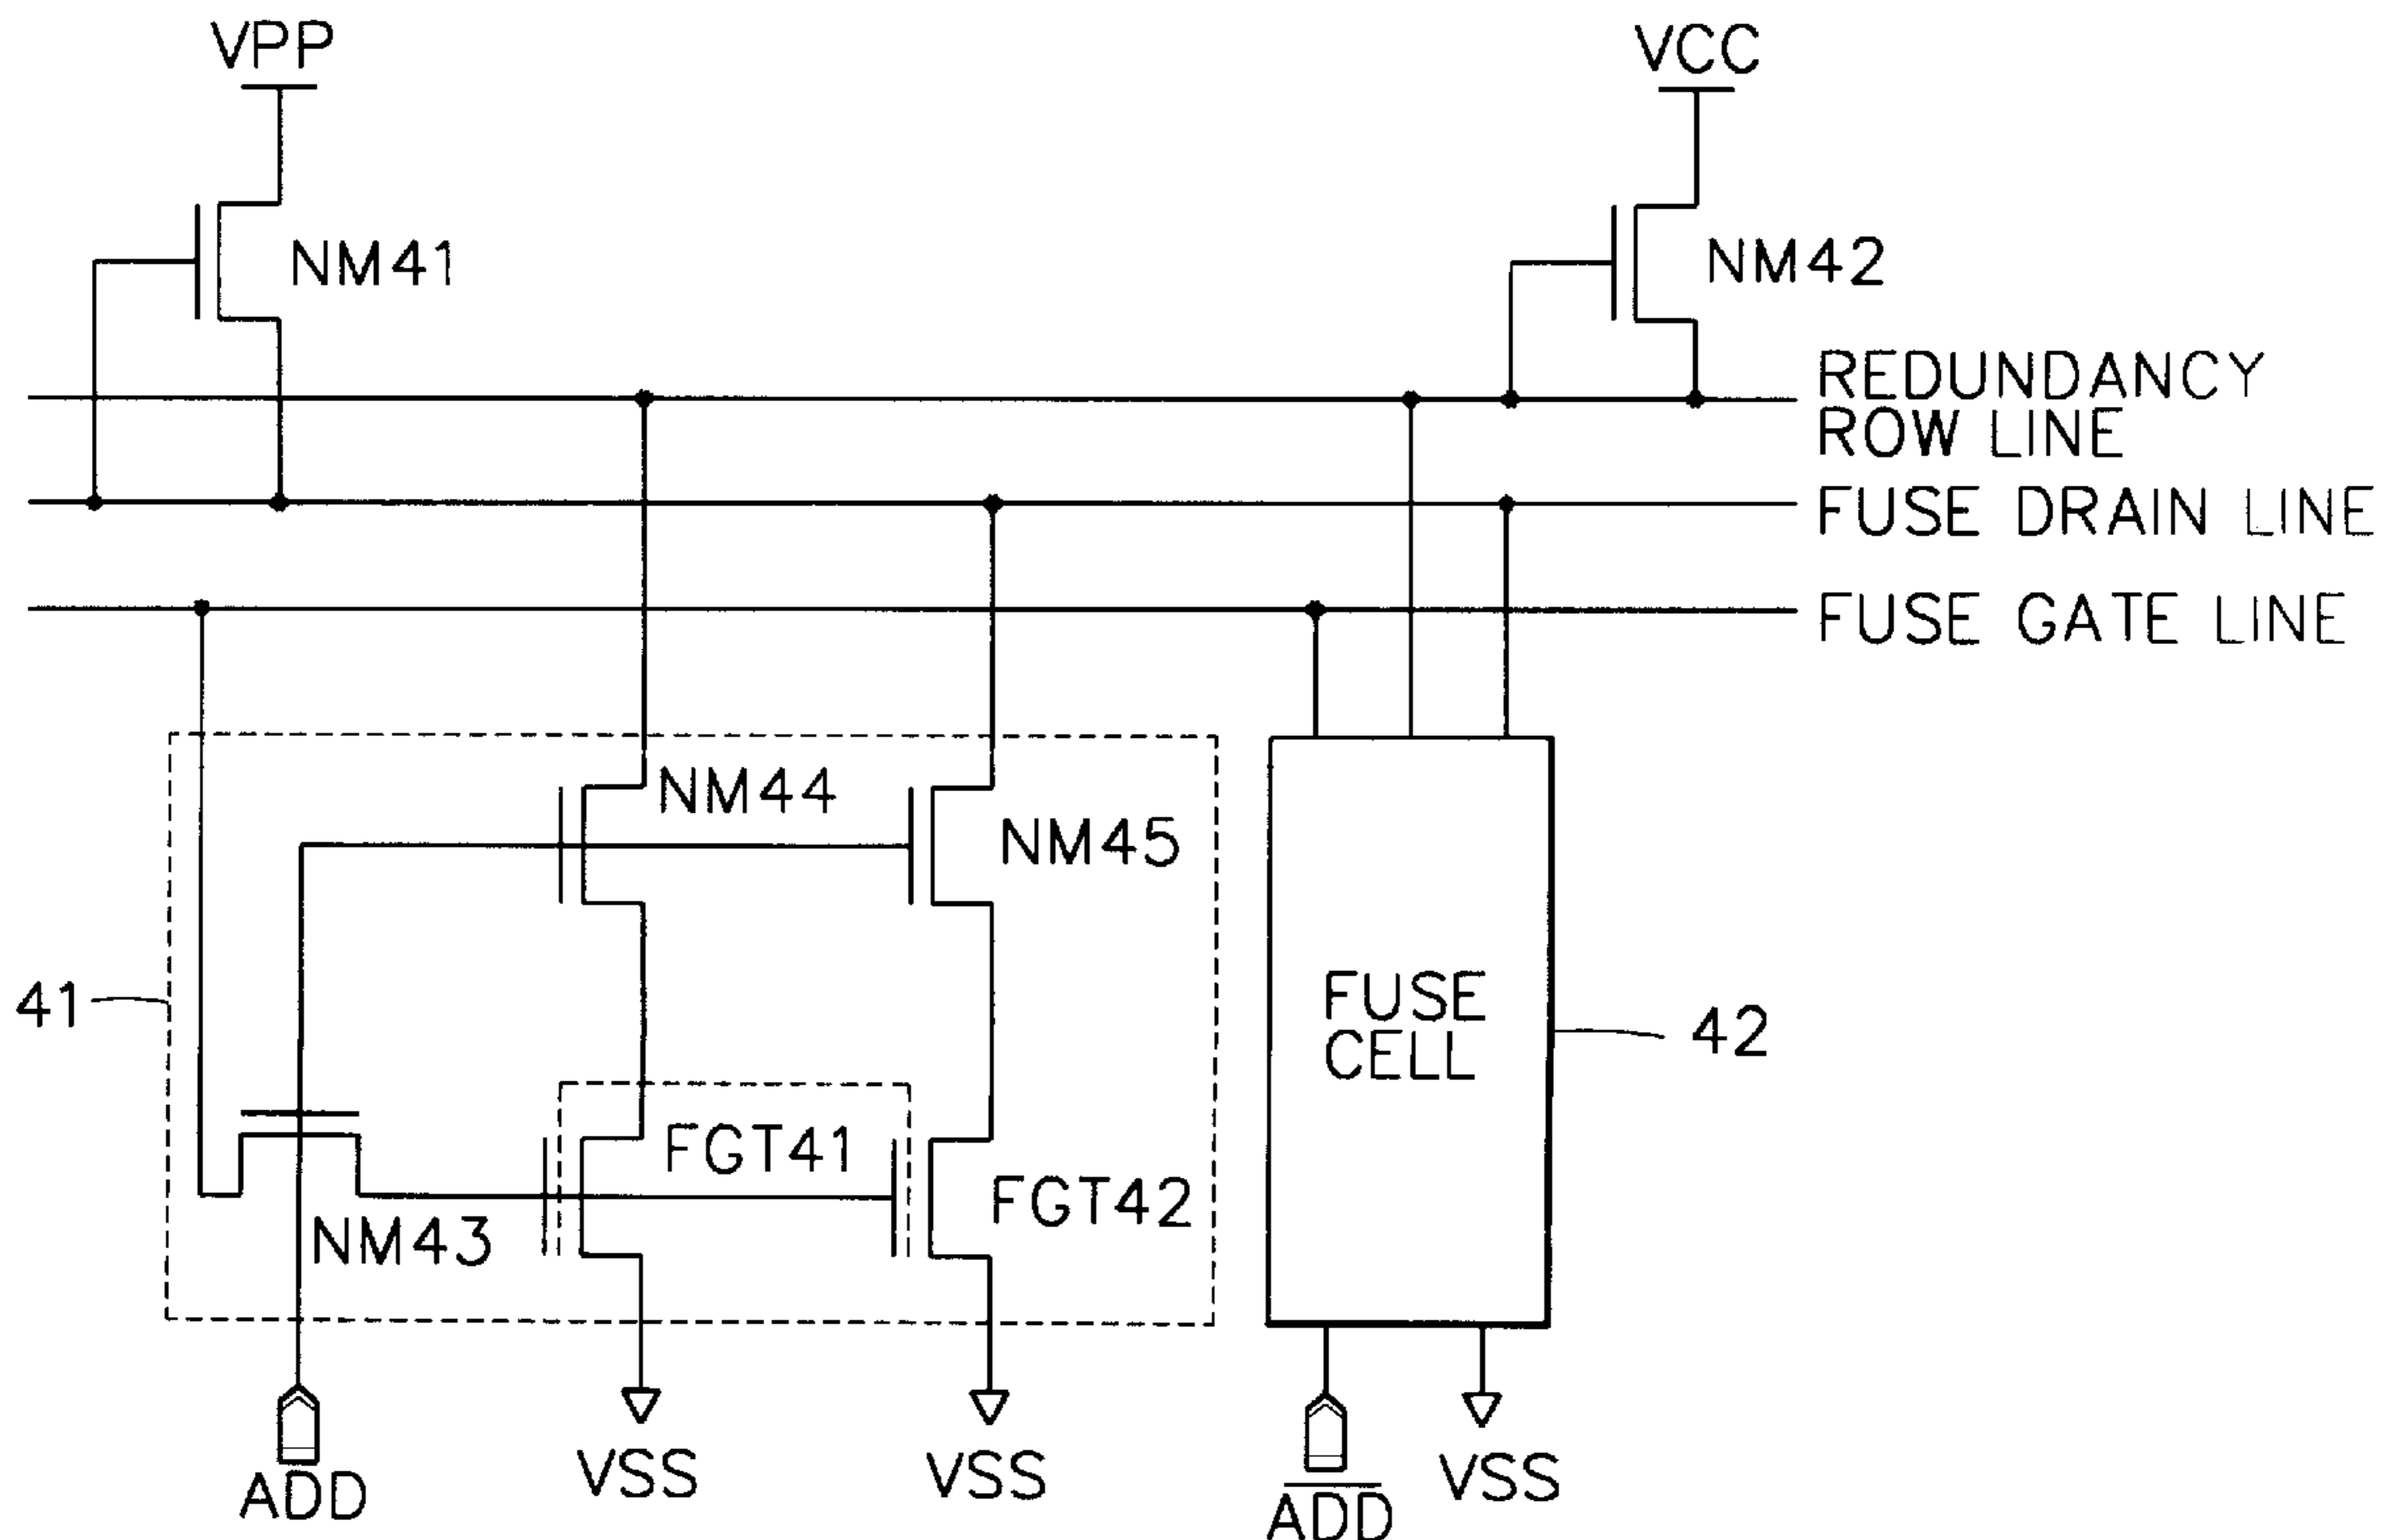 VPP
VCC
NM41
NM42
REDUNDANCY
ROW LINE
FUSE DRAIN LINE
FUSE GATE LINE
NM44
NM45
41
FUSE
CELL
42
FGT41
FGT42
NM43
ADD
VSS
VSS
A̅D̅D̅
VSS